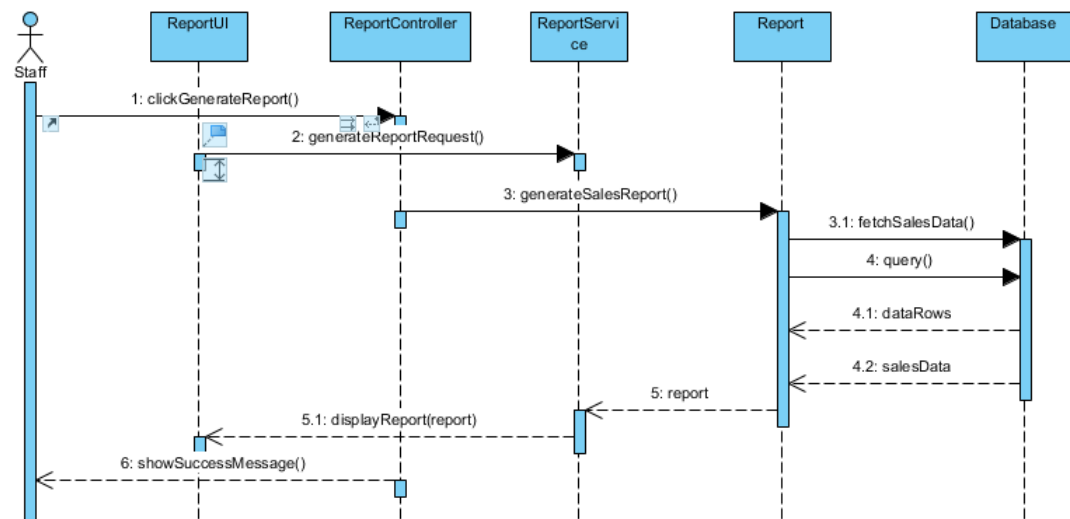 ReportUI
ReportController
ReportServi
ce
Report
Database
Staff
1: clickGenerateReport()
2: generateReportRequest()
3: generateSalesReport()
3.1: fetchSalesData()
4: query()
4.1: dataRows
4.2: salesData
5: report
5.1: displayReport(report)
6: showSuccessMessage()